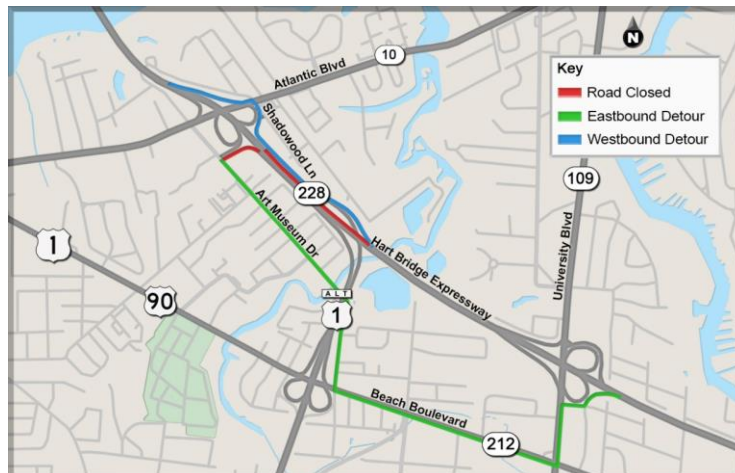 N
10
Atlantic Blvd
Key
Road Closed
Eastbound Detour
Westbound Detour
Shadowood Ln
109
228
Art Museum Dr
1
Hart Bridge Expressway
University Blvd
90
ALT
1
Beach Boulevard
212